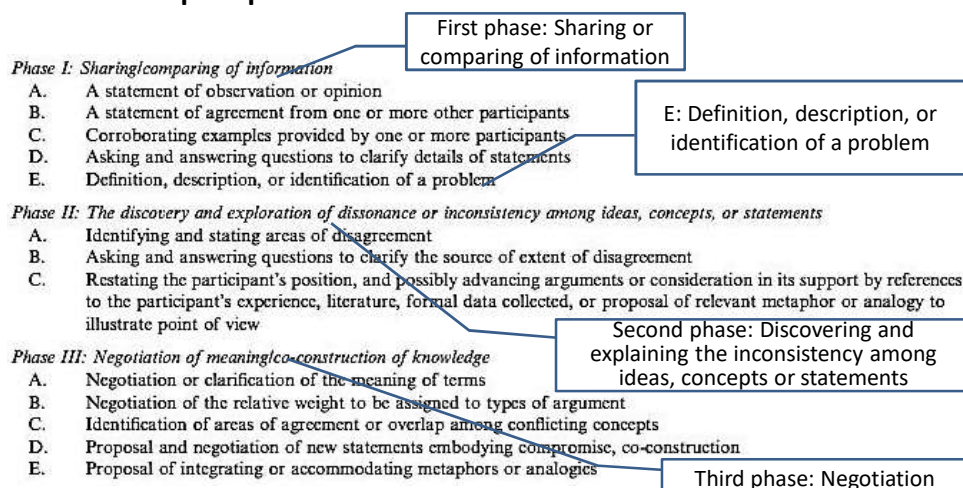 First phase: Sharing or
comparing of information
Phase I: Sharing/comparing of information
A. A statement of observation or opinion
B. A statement of agreement from one or more other participants
C. Corroborating examples provided by one or more participants
D. Asking and answering questions to clarify details of statements
E. Definition, description, or identification of a problem
E: Definition, description, or
identification of a problem
Phase II: The discovery and exploration of dissonance or inconsistency among ideas, concepts, or statements
A. Identifying and stating areas of disagreement
B. Asking and answering questions to clarify the source of extent of disagreement
C. Restating the participant's position, and possibly advancing arguments or consideration in its support by references
to the participant's experience, literature, formal data collected, or proposal of relevant metaphor or analogy to
illustrate point of view
Second phase: Discovering and
explaining the inconsistency among
ideas, concepts or statements
Phase III: Negotiation of meaning/co-construction of knowledge
A. Negotiation or clarification of the meaning of terms
B. Negotiation of the relative weight to be assigned to types of argument
C. Identification of areas of agreement or overlap among conflicting concepts
D. Proposal and negotiation of new statements embodying compromise, co-construction
E. Proposal of integrating or accommodating metaphors or analogies
Third phase: Negotiation